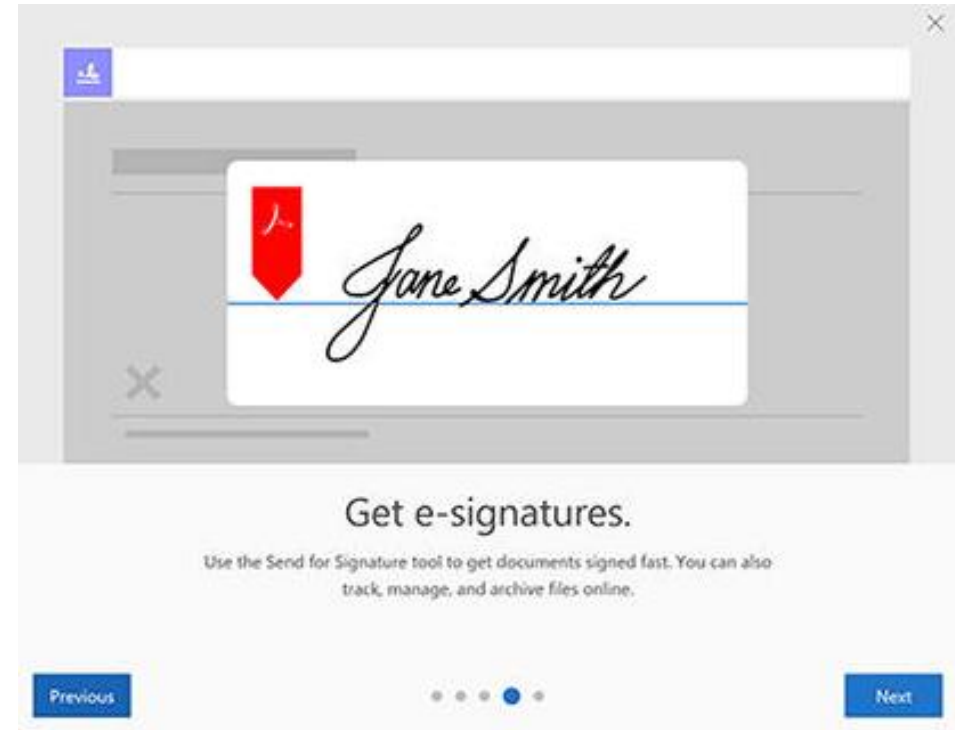 Jane Smith
Get e-signatures.
Use the Send for Signature tool to get documents signed fast. You can also
track, manage, and archive files online.
Previous
Next